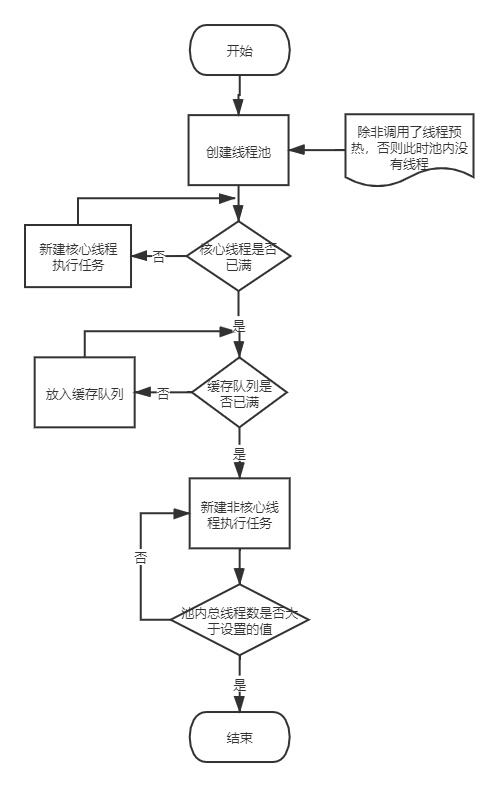 开始
创建线程池
除非调用了线程预
热，否则此时池内没
有线程
核心线程是否
已满
否
新建核心线程
执行任务
是
缓存队列是
否已满
否
放入缓存队列
是
新建非核心线
程执行任务
否
池内总线程数是否大
于设置的值
是
结束